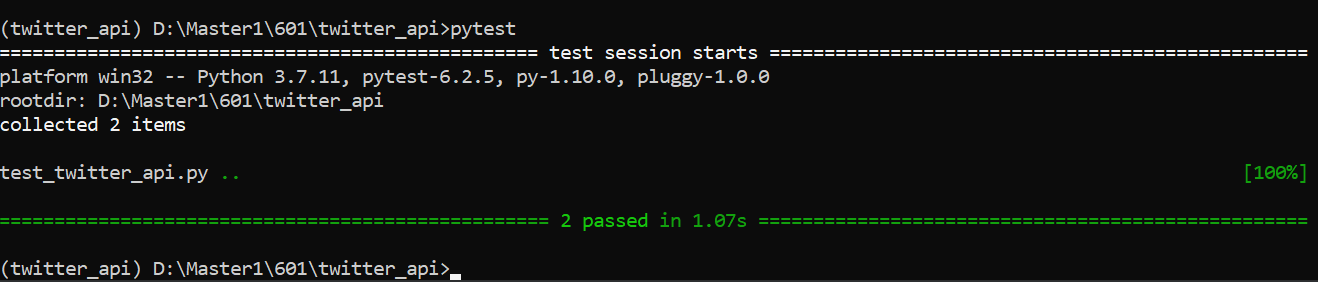 (twitter_api) D:\Master1\601\twitter_api>pytest
================================================= test session starts =================================================
platform win32 -- Python 3.7.11, pytest-6.2.5, py-1.10.0, pluggy-1.0.0
rootdir: D:\Master1\601\twitter_api
collected 2 items
test_twitter_api.py .. [100%]
================================================== 2 passed in 1.07s ==================================================
(twitter_api) D:\Master1\601\twitter_api>